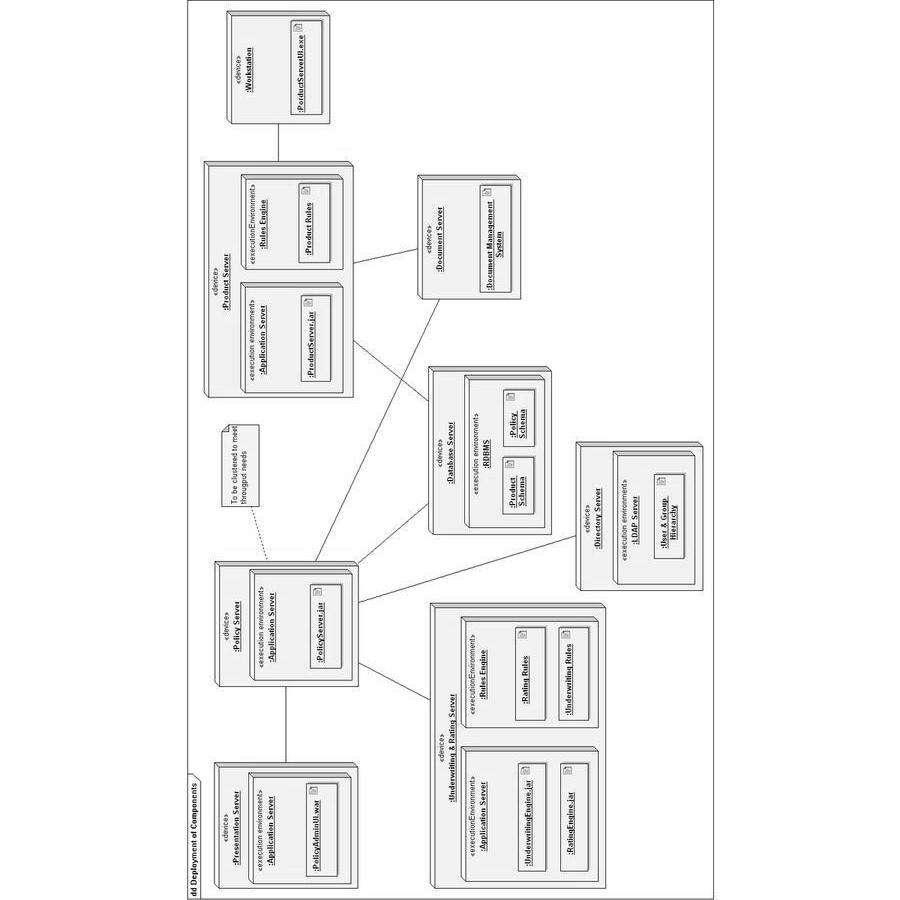 dd Deployment of Components
«device»
:Presentation Server
«execution environment»
:Application Server
:PolicyAdminUI.war
«device»
:Policy Server
«execution environment»
:Application Server
:PolicyServer.jar
To be clustered to meet
througput needs
«device»
:Product Server
«execution environment»
:Application Server
:ProductServer.jar
«executionEnvironment»
:Rules Engine
:Product Rules
«device»
:Workstation
:PorductServerUI.exe
«device»
:Underwriting & Rating Server
«executionEnvironment»
:Application Server
:UnderwritingEngine.jar
:RatingEngine.jar
«executionEnvironment»
:Rules Engine
:Rating Rules
:Underwriting Rules
«device»
:Database Server
«execution environment»
:RDBMS
:Product
Schema
:Policy
Schema
«device»
:Document Server
:Document Management
System
«device»
:Directory Server
«execution environment»
:LDAP Server
:User & Group
Hierarchy